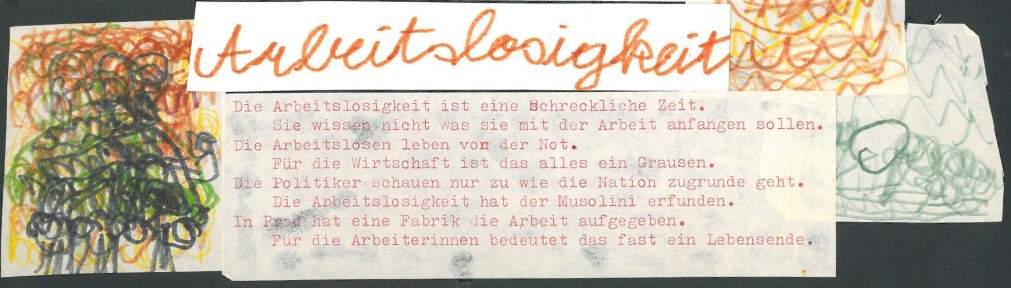 Arbeitslosigkeit
Die Arbeitslosigkeit ist eine Schreckliche Zeit.
Sie wissen nicht was sie mit der Arbeit anfangen sollen.
Die Arbeitslosen leben von der Not.
Für die Wirtschaft ist das alles ein Grausen.
Die Politiker schauen nur zu wie die Nation zugrunde geht.
Die Arbeitslosigkeit hat der Musolini erfunden.
In Prad hat eine Fabrik die Arbeit aufgegeben.
Für die Arbeiterinnen bedeutet das fast ein Lebensende.